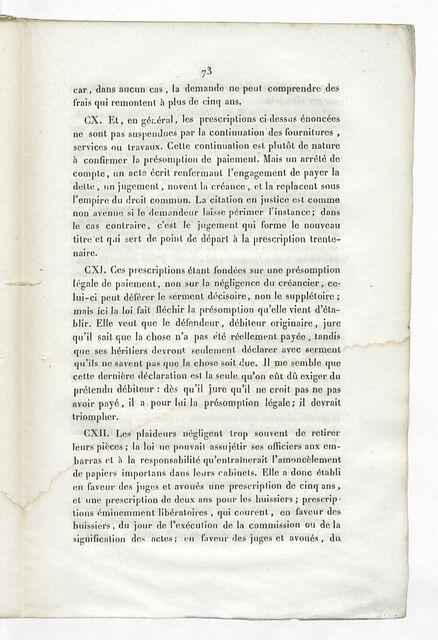 73
car, dans aucun cas, la demande ne peut comprendre des
frais qui remontent à plus de cinq ans.
CX. Et, en général, les prescriptions ci-dessus énoncées
ne sont pas suspendues par la continuation des fournitures,
services ou travaux. Cette continuation est plutôt de nature
à confirmer la présomption de paiement. Mais un arrêté de
compte, un acte écrit renfermant l'engagement de payer la
dette, un jugement, novent la créance, et la replacent sous
l'empire du droit commun. La citation en justice est comme
non avenue si le demandeur laisse périmer l'instance; dans
le cas contraire, c'est le jugement qui forme le nouveau
titre et qui sert de point de départ à la prescription trente-
naire.
CXI. Ces prescriptions étant fondées sur une présomption
légale de paiement, non sur la négligence du créancier, ce-
lui-ci peut déférer le serment décisoire, non le supplétoire;
mais ici la loi fait fléchir la présomption qu'elle vient d'éta-
blir. Elle veut que le défendeur, débiteur originaire, jure
qu'il sait que la chose n'a pas été réellement payée, tandis
que ses héritiers devront seulement déclarer avec serment
qu'ils ne savent pas que la chose soit due. Il me semble que
cette dernière déclaration est la seule qu'on eût dû exiger du
prétendu débiteur: dès qu'il jure qu'il ne croit pas ne pas
avoir payé, il a pour lui la présomption légale; il devrait
triompher.
CXII. Les plaideurs négligent trop souvent de retirer
leurs pièces; la loi ne pouvait assujétir ses officiers aux em-
barras et à la responsabilité qu'entraînerait l'amoncèlement
de papiers importans dans leurs cabinets. Elle a donc établi
en faveur des juges et avoués une prescription de cinq ans,
et une prescription de deux ans pour les huissiers; prescrip-
tions éminemment libératoires, qui courent, en faveur des
huissiers, du jour de l'exécution de la commission ou de la
signification des actes; en faveur des juges et avoués, du